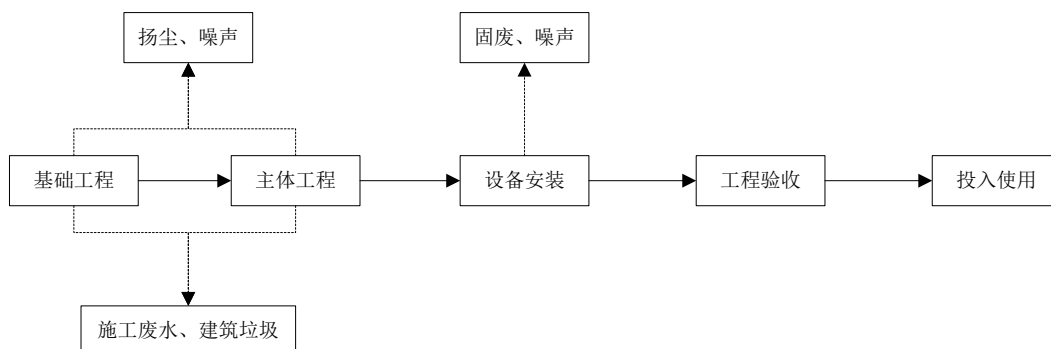 扬尘、噪声
固废、噪声
基础工程
主体工程
设备安装
工程验收
投入使用
施工废水、建筑垃圾